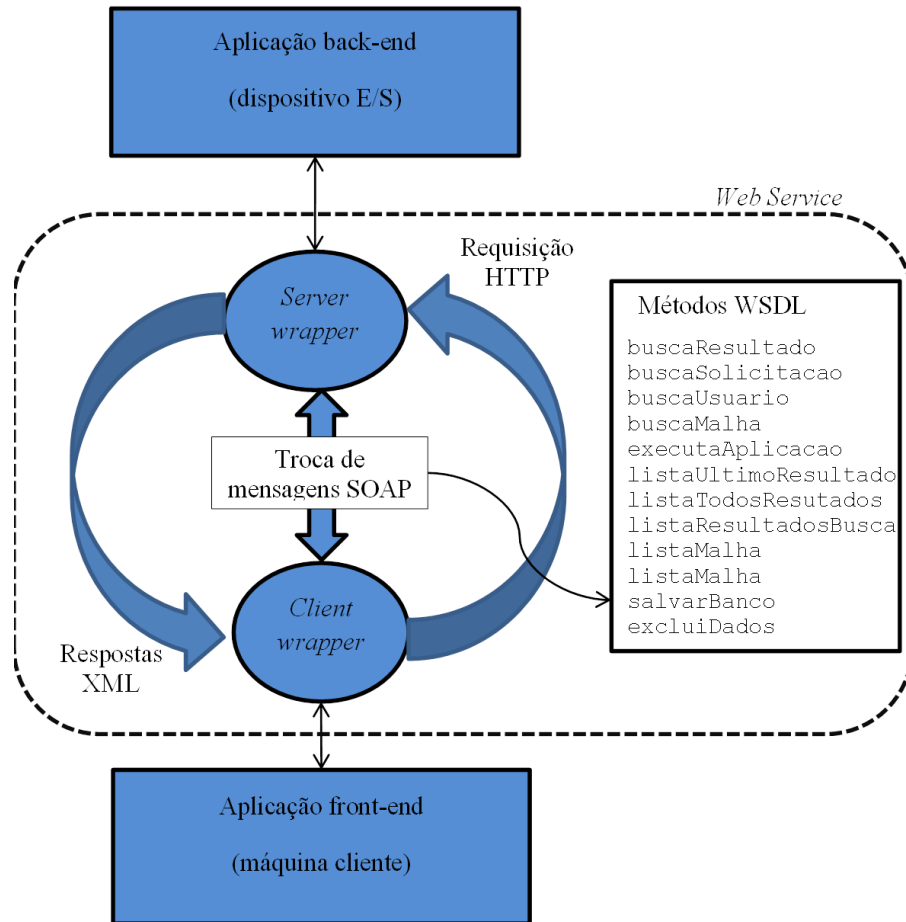 Aplicação back-end
(dispositivo E/S)
Web Service
Requisição
HTTP
Server
wrapper
Métodos WSDL
buscaResultado
buscaSolicitacao
buscaUsuario
buscaMalha
executaAplicacao
listaUltimoResultado
listaTodosResutados
listaResultadosBusca
listaMalha
listaMalha
salvarBanco
excluiDados
Troca de
mensagens SOAP
Client
wrapper
Respostas
XML
Aplicação front-end
(máquina cliente)